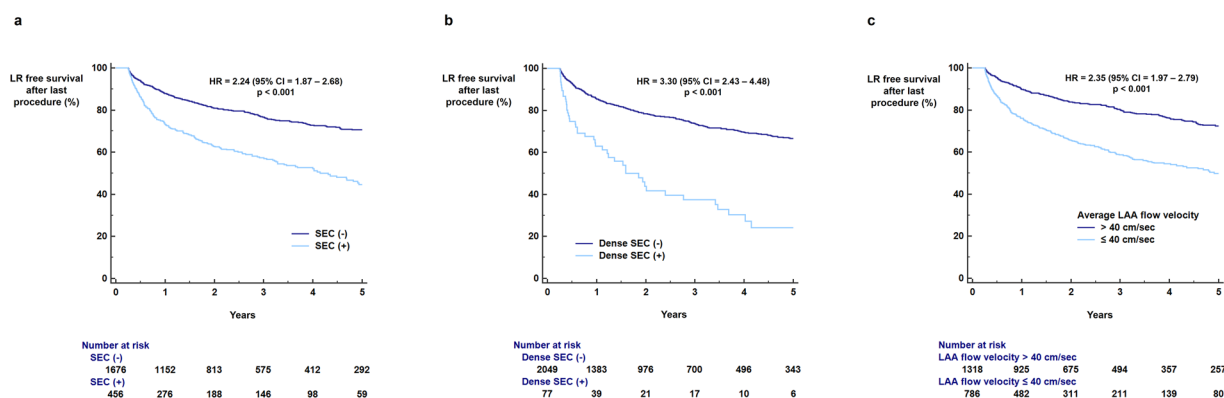 a
LR free survival
after last
procedure (%)
HR = 2.24 (95% CI = 1.87 – 2.68)
p < 0.001
100
80
60
40
20
0
SEC (-)
SEC (+)
0 1 2 3 4 5
Years
Number at risk
SEC (-)
1676 1152 813 575 412 292
SEC (+)
456 276 188 146 98 59
b
LR free survival
after last
procedure (%)
HR = 3.30 (95% CI = 2.43 – 4.48)
p < 0.001
100
80
60
40
20
0
Dense SEC (-)
Dense SEC (+)
0 1 2 3 4 5
Years
Number at risk
Dense SEC (-)
2049 1383 976 700 496 343
Dense SEC (+)
77 39 21 17 10 6
c
LR free survival
after last
procedure (%)
HR = 2.35 (95% CI = 1.97 – 2.79)
p < 0.001
100
80
60
40
20
0
Average LAA flow velocity
> 40 cm/sec
≤ 40 cm/sec
0 1 2 3 4 5
Years
Number at risk
LAA flow velocity > 40 cm/sec
1318 925 675 494 357 257
LAA flow velocity ≤ 40 cm/sec
786 482 311 211 139 80